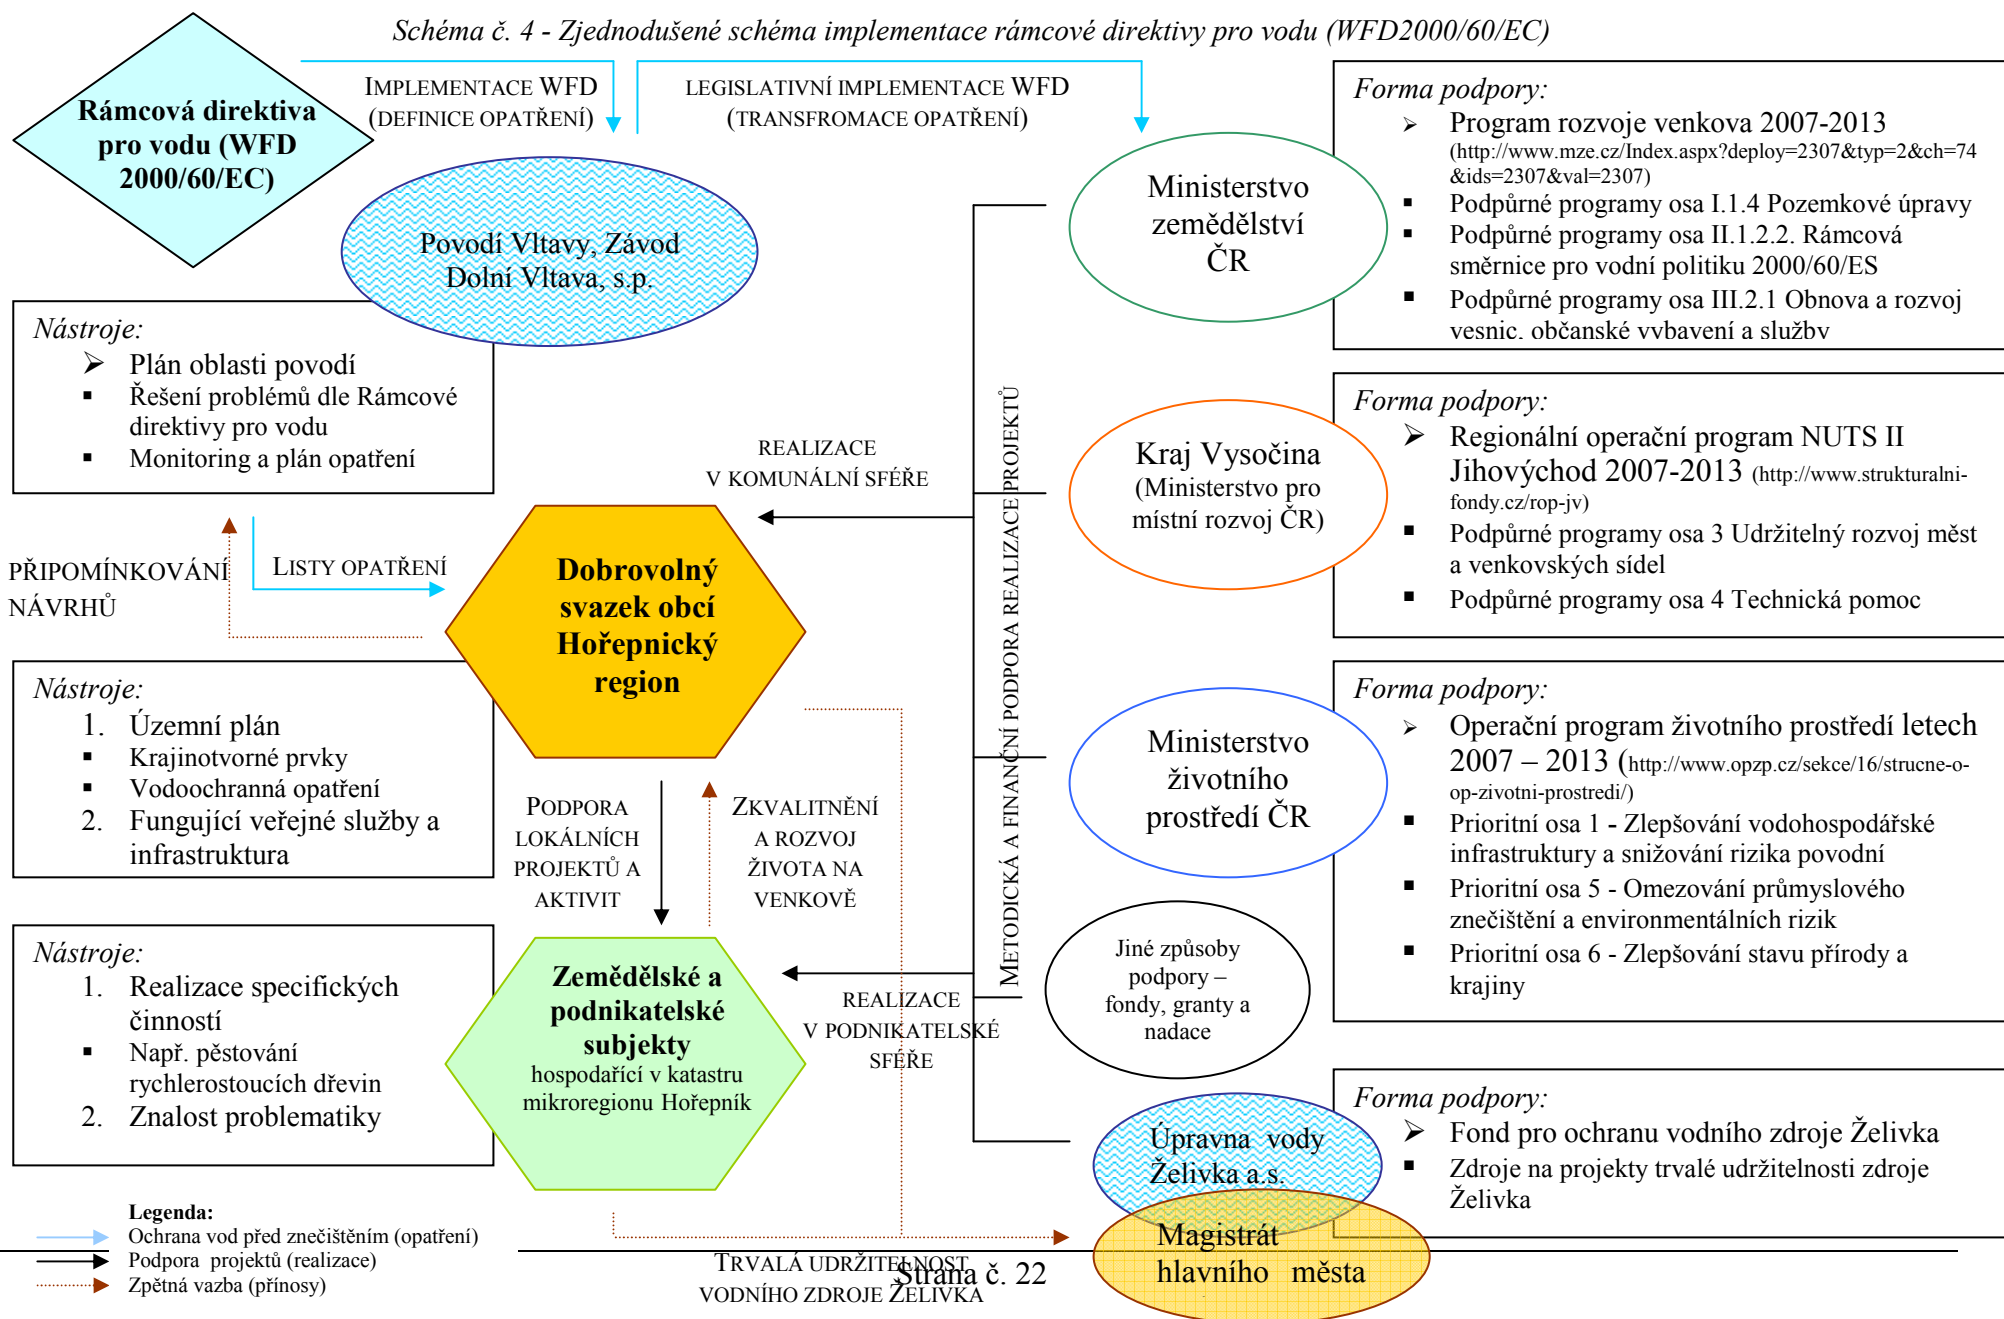 Schéma č. 4 - Zjednodušené schéma implementace rámcové direktivy pro vodu (WFD2000/60/EC)
Rámcová direktiva
pro vodu (WFD
2000/60/EC)
IMPLEMENTACE WFD
(DEFINICE OPATŘENÍ)
LEGISLATIVNÍ IMPLEMENTACE WFD
(TRANSFROMACE OPATŘENÍ)
Povodí Vltavy, Závod
Dolní Vltava, s.p.
Ministerstvo
zemědělství
ČR
Forma podpory:
➢ Program rozvoje venkova 2007-2013
(http://www.mze.cz/Index.aspx?deploy=2307&typ=2&ch=74
&ids=2307&val=2307)
▪ Podpůrné programy osa I.1.4 Pozemkové úpravy
▪ Podpůrné programy osa II.1.2.2. Rámcová
směrnice pro vodní politiku 2000/60/ES
▪ Podpůrné programy osa III.2.1 Obnova a rozvoj
vesnic, občanské vybavení a služby
Nástroje:
➢ Plán oblasti povodí
▪ Řešení problémů dle Rámcové
direktivy pro vodu
▪ Monitoring a plán opatření
REALIZACE
V KOMUNÁLNÍ SFÉŘE
METODICKÁ A FINANČNÍ PODPORA REALIZACE PROJEKTŮ
Kraj Vysočina
(Ministerstvo pro
místní rozvoj ČR)
Forma podpory:
➢ Regionální operační program NUTS II
Jihovýchod 2007-2013 (http://www.strukturalni-
fondy.cz/rop-jv)
▪ Podpůrné programy osa 3 Udržitelný rozvoj měst
a venkovských sídel
▪ Podpůrné programy osa 4 Technická pomoc
PŘIPOMÍNKOVÁNÍ
NÁVRHŮ
LISTY OPATŘENÍ
Dobrovolný
svazek obcí
Hořepnický
region
Nástroje:
1. Územní plán
▪ Krajinotvorné prvky
▪ Vodoochranná opatření
2. Fungující veřejné služby a
infrastruktura
PODPORA
LOKÁLNÍCH
PROJEKTŮ A
AKTIVIT
ZKVALITNĚNÍ
A ROZVOJ
ŽIVOTA NA
VENKOVĚ
Ministerstvo
životního
prostředí ČR
Forma podpory:
➢ Operační program životního prostředí letech
2007 – 2013 (http://www.opzp.cz/sekce/16/strucne-o-
op-zivotni-prostredi/)
▪ Prioritní osa 1 - Zlepšování vodohospodářské
infrastruktury a snižování rizika povodní
▪ Prioritní osa 5 - Omezování průmyslového
znečištění a environmentálních rizik
▪ Prioritní osa 6 - Zlepšování stavu přírody a
krajiny
Nástroje:
1. Realizace specifických
činností
▪ Např. pěstování
rychlerostoucích dřevin
2. Znalost problematiky
Zemědělské a
podnikatelské
subjekty
hospodařící v katastru
mikroregionu Hořepník
REALIZACE
V PODNIKATELSKÉ
SFÉŘE
Jiné způsoby
podpory –
fondy, granty a
nadace
Úpravna vody
Želivka a.s.
Forma podpory:
➢ Fond pro ochranu vodního zdroje Želivka
▪ Zdroje na projekty trvalé udržitelnosti zdroje
Želivka
Magistrát
hlavního města
Legenda:
Ochrana vod před znečištěním (opatření)
Podpora projektů (realizace)
Zpětná vazba (přínosy)
TRVALÁ UDRŽITELNOST
VODNÍHO ZDROJE ŽELIVKA
Strana č. 22